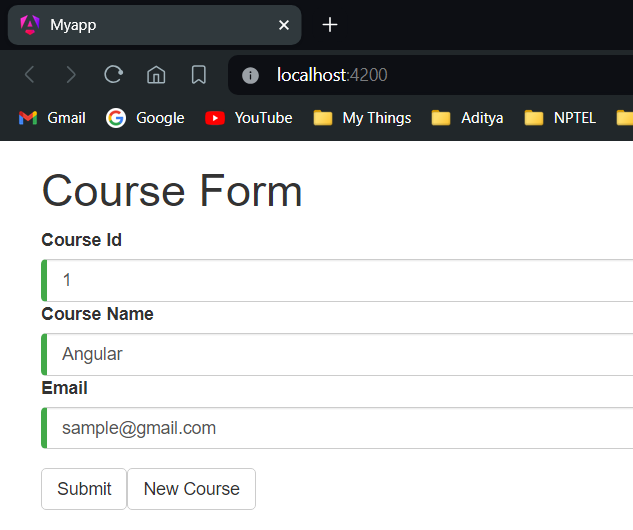 Myapp
localhost:4200
Gmail Google YouTube My Things Aditya NPTEL
Course Form
Course Id
1
Course Name
Angular
Email
sample@gmail.com
Submit New Course